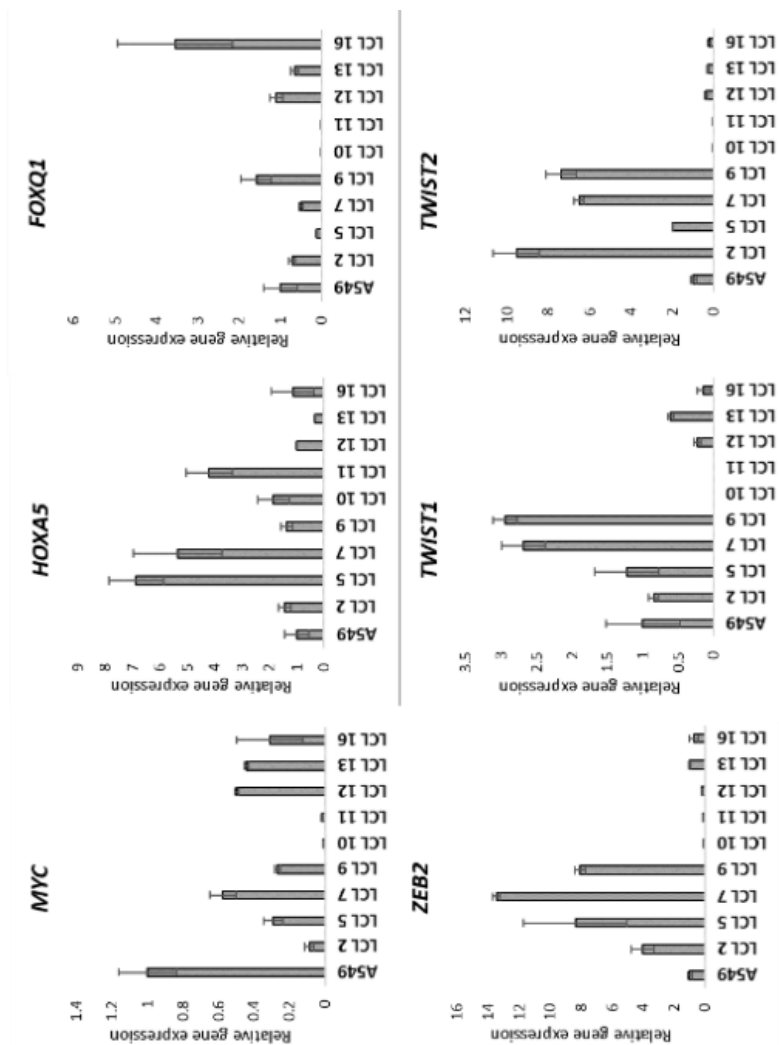 MYC
Relative gene expression
1.4
1.2
1
0.8
0.6
0.4
0.2
0
A549 LCL 2 LCL 5 LCL 7 LCL 9 LCL 10 LCL 11 LCL 12 LCL 13 LCL 16
HOXA5
Relative gene expression
9
8
7
6
5
4
3
2
1
0
A549 LCL 2 LCL 5 LCL 7 LCL 9 LCL 10 LCL 11 LCL 12 LCL 13 LCL 16
FOXQ1
Relative gene expression
6
5
4
3
2
1
0
A549 LCL 2 LCL 5 LCL 7 LCL 9 LCL 10 LCL 11 LCL 12 LCL 13 LCL 16
ZEB2
Relative gene expression
16
14
12
10
8
6
4
2
0
A549 LCL 2 LCL 5 LCL 7 LCL 9 LCL 10 LCL 11 LCL 12 LCL 13 LCL 16
TWIST1
Relative gene expression
3.5
3
2.5
2
1.5
1
0.5
0
A549 LCL 2 LCL 5 LCL 7 LCL 9 LCL 10 LCL 11 LCL 12 LCL 13 LCL 16
TWIST2
Relative gene expression
12
10
8
6
4
2
0
A549 LCL 2 LCL 5 LCL 7 LCL 9 LCL 10 LCL 11 LCL 12 LCL 13 LCL 16